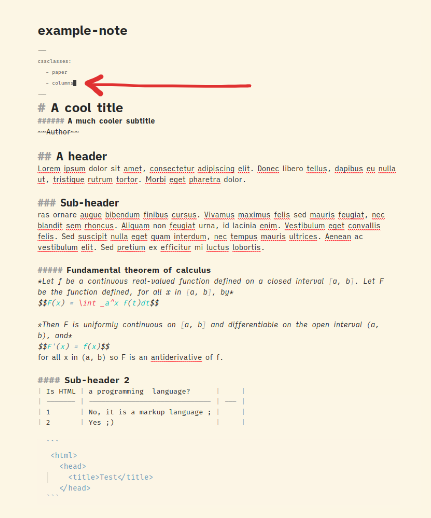 example-note
---
cssclasses:
- paper
- columns
---
# A cool title
###### A much cooler subtitle
~~Author~~
## A header
Lorem ipsum dolor sit amet, consectetur adipiscing elit. Donec libero tellus, dapibus eu nulla
ut, tristique rutrum tortor. Morbi eget pharetra dolor.
### Sub-header
ras ornare augue bibendum finibus cursus. Vivamus maximus felis sed mauris feugiat, nec
blandit sem rhoncus. Aliquam non feugiat urna, id lacinia enim. Vestibulum eget convallis
felis. Sed suscipit nulla eget quam interdum, nec tempus mauris ultrices. Aenean ac
vestibulum elit. Sed pretium ex efficitur mi luctus lobortis.
##### Fundamental theorem of calculus
*Let f be a continuous real-valued function defined on a closed interval [a, b]. Let F
be the function defined, for all x in [a, b], by*
$$F(x) = \int _a^x f(t)dt$$
*Then F is uniformly continuous on [a, b] and differentiable on the open interval (a,
b), and*
$$F'(x) = f(x)$$
for all x in (a, b) so F is an antiderivative of f.
#### Sub-header 2
| Is HTML | a programming  language? | |
| ------- | ------------------------------ | --- |
| 1 | No, it is a markup language ; | |
| 2 | Yes ;) | |
```
<html>
<head>
<title>Test</title>
</head>
```